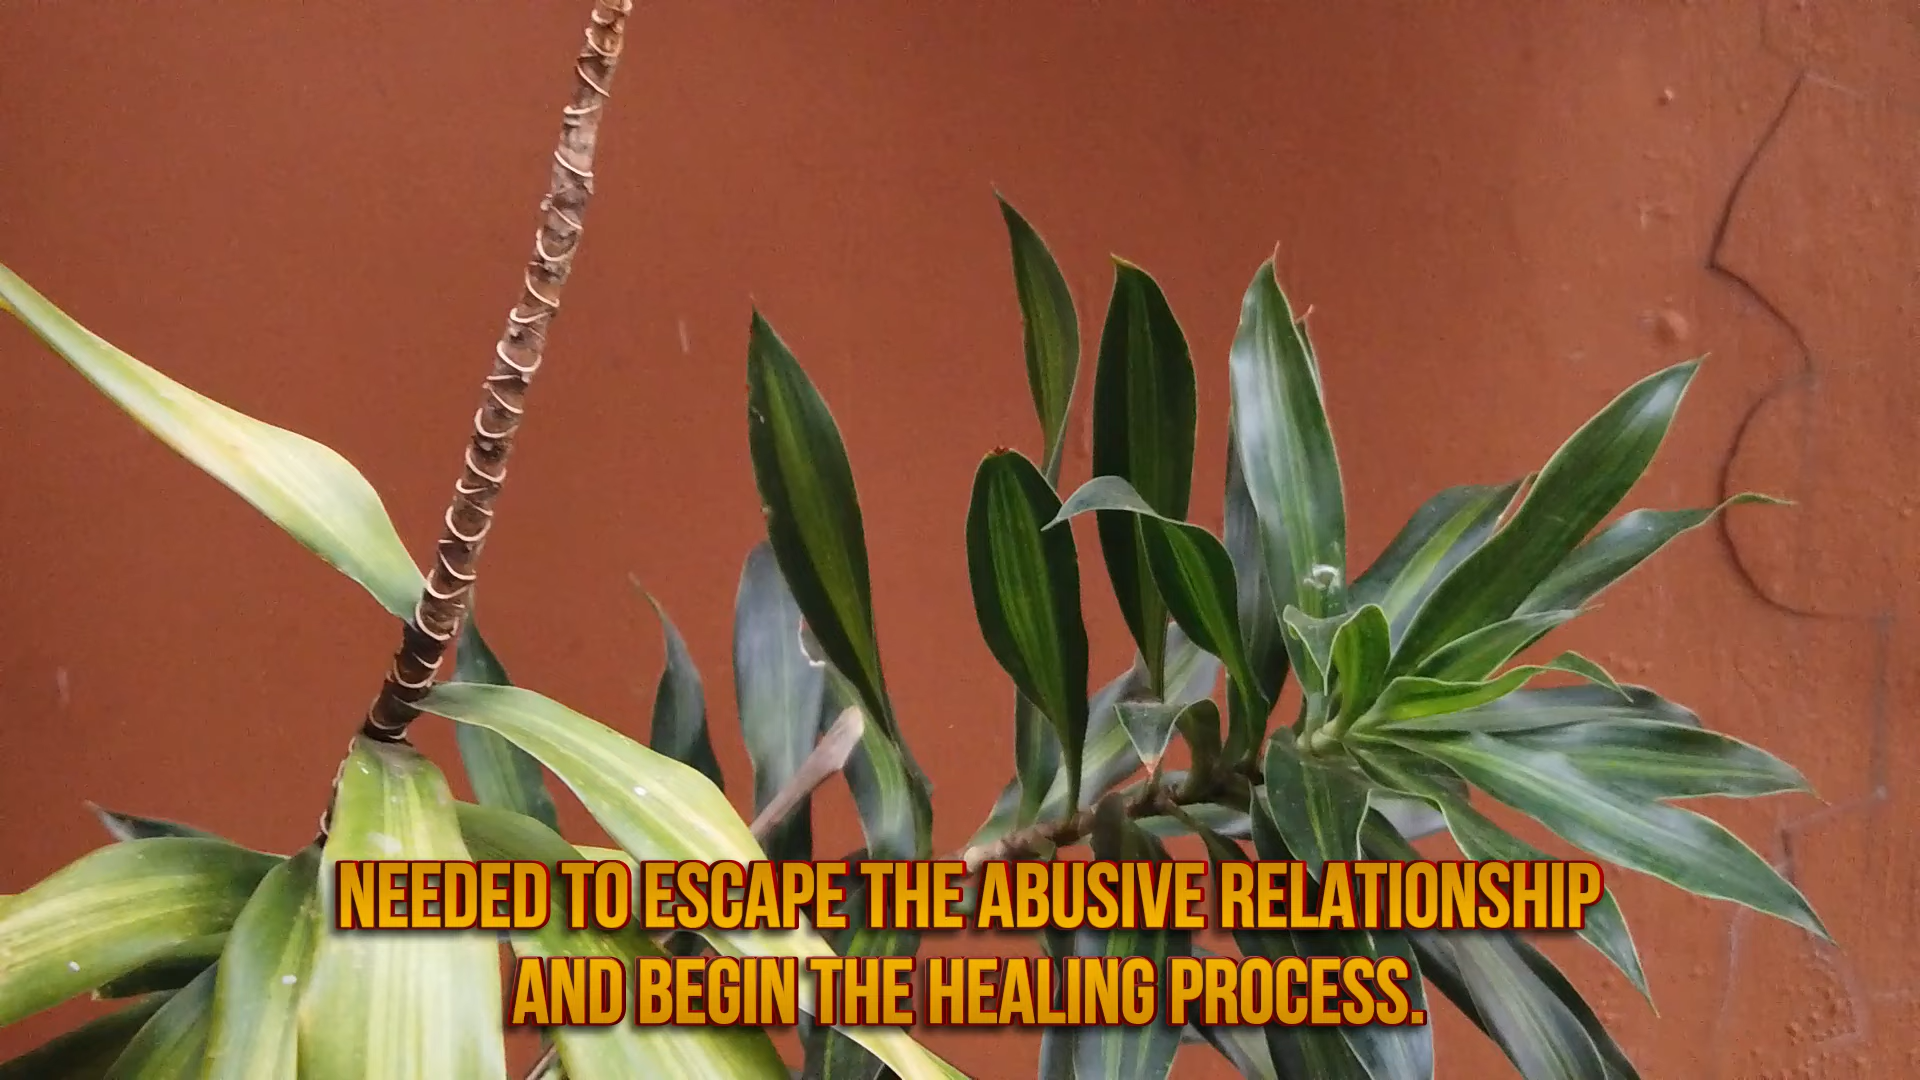 NEEDED TO ESCAPE THE ABUSIVE RELATIONSHIP
AND BEGIN THE HEALING PROCESS.